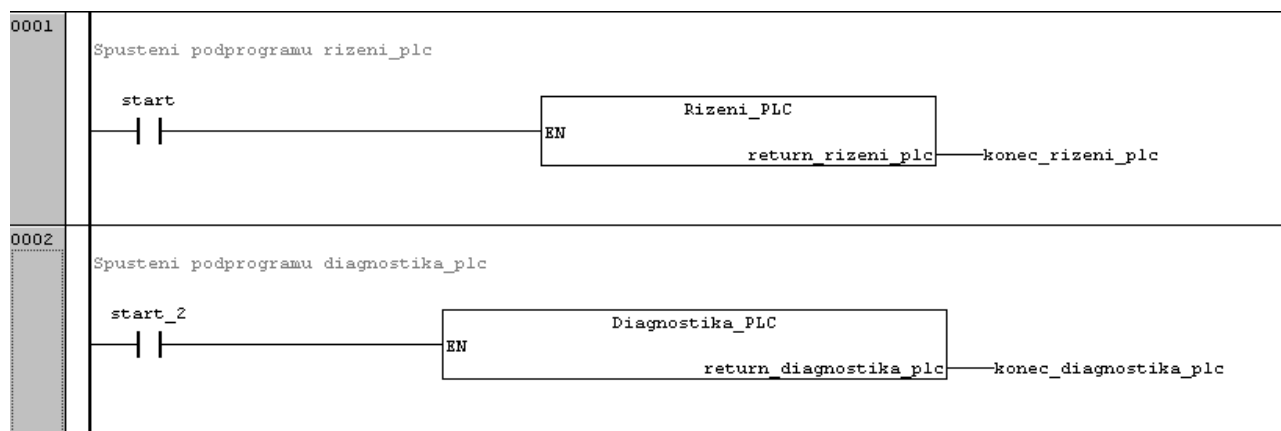 0001
Spusteni podprogramu rizeni_plc
start
Rizeni_PLC
EN
return_rizeni_plc konec_rizeni_plc
0002
Spusteni podprogramu diagnostika_plc
start_2
Diagnostika_PLC
EN
return_diagnostika_plc konec_diagnostika_plc